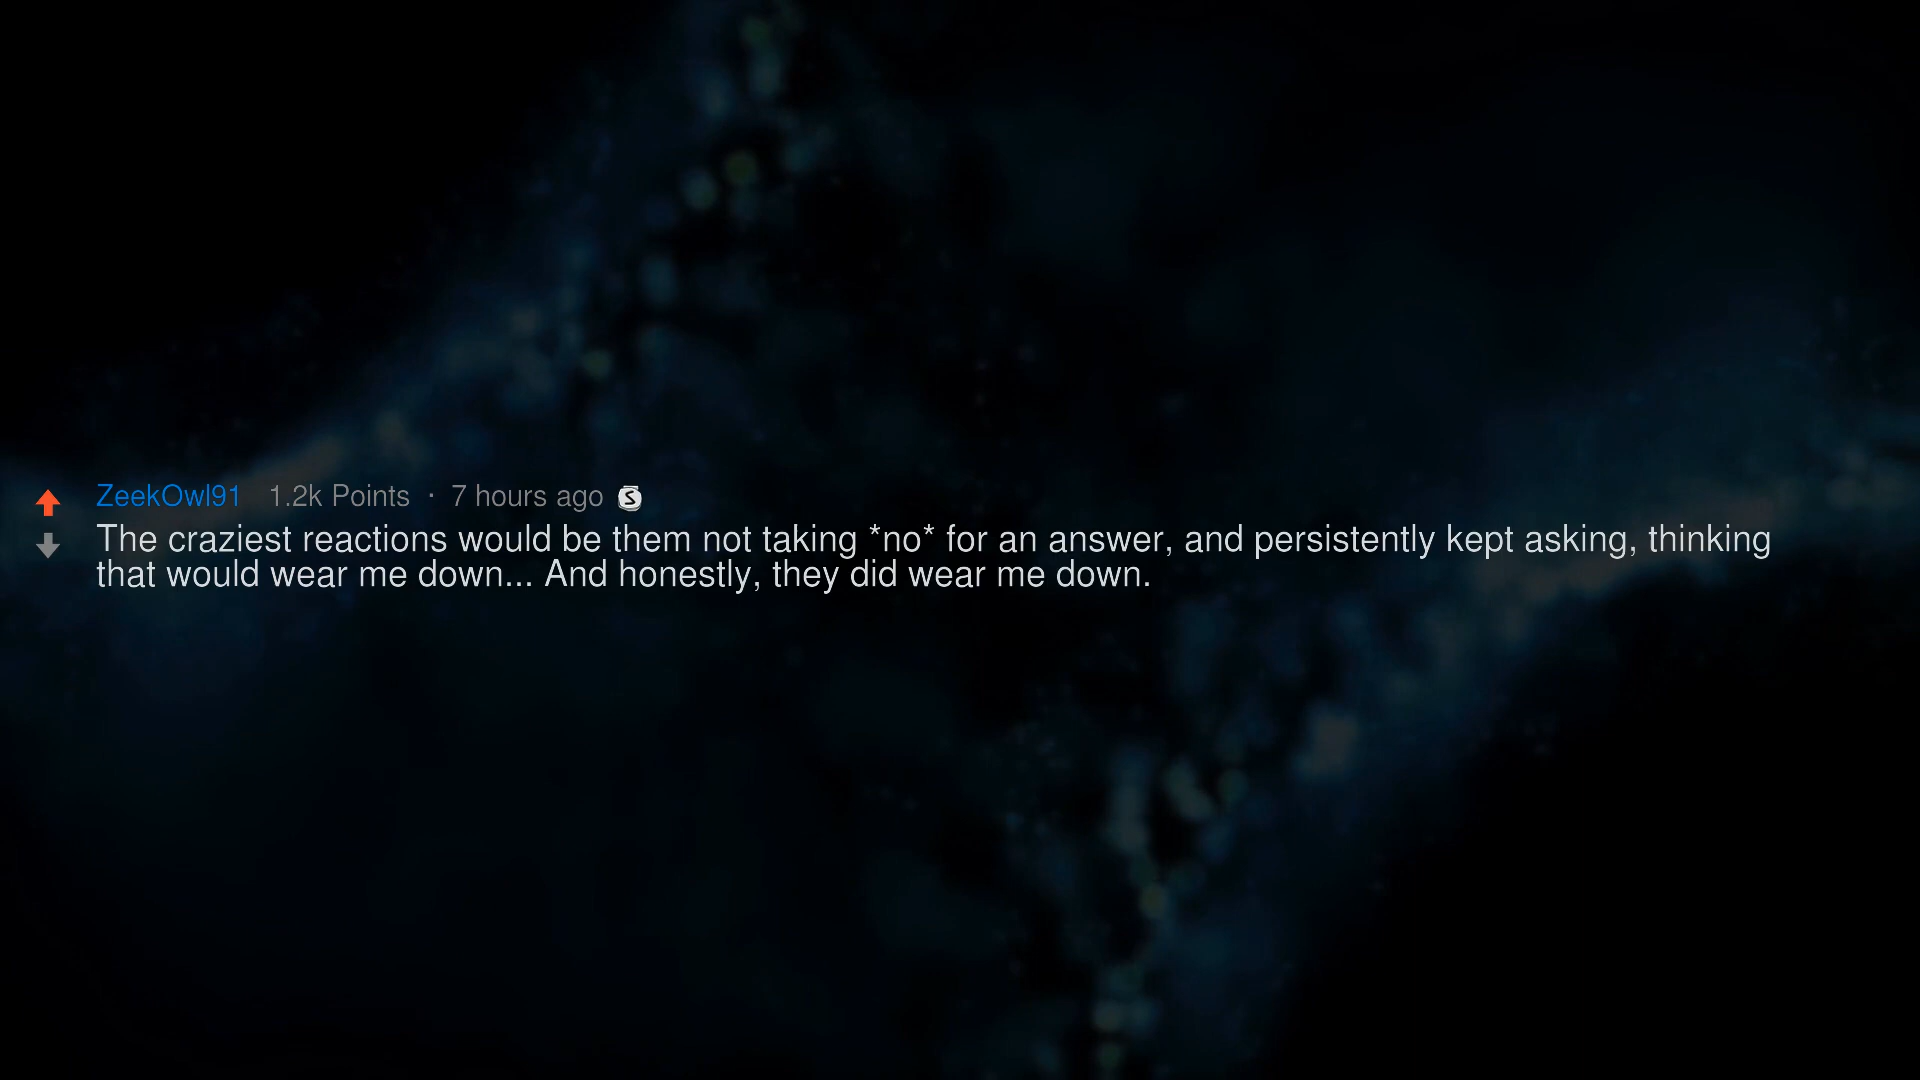 ZeekOwl91 1.2k Points · 7 hours ago S
The craziest reactions would be them not taking *no* for an answer, and persistently kept asking, thinking
that would wear me down... And honestly, they did wear me down.